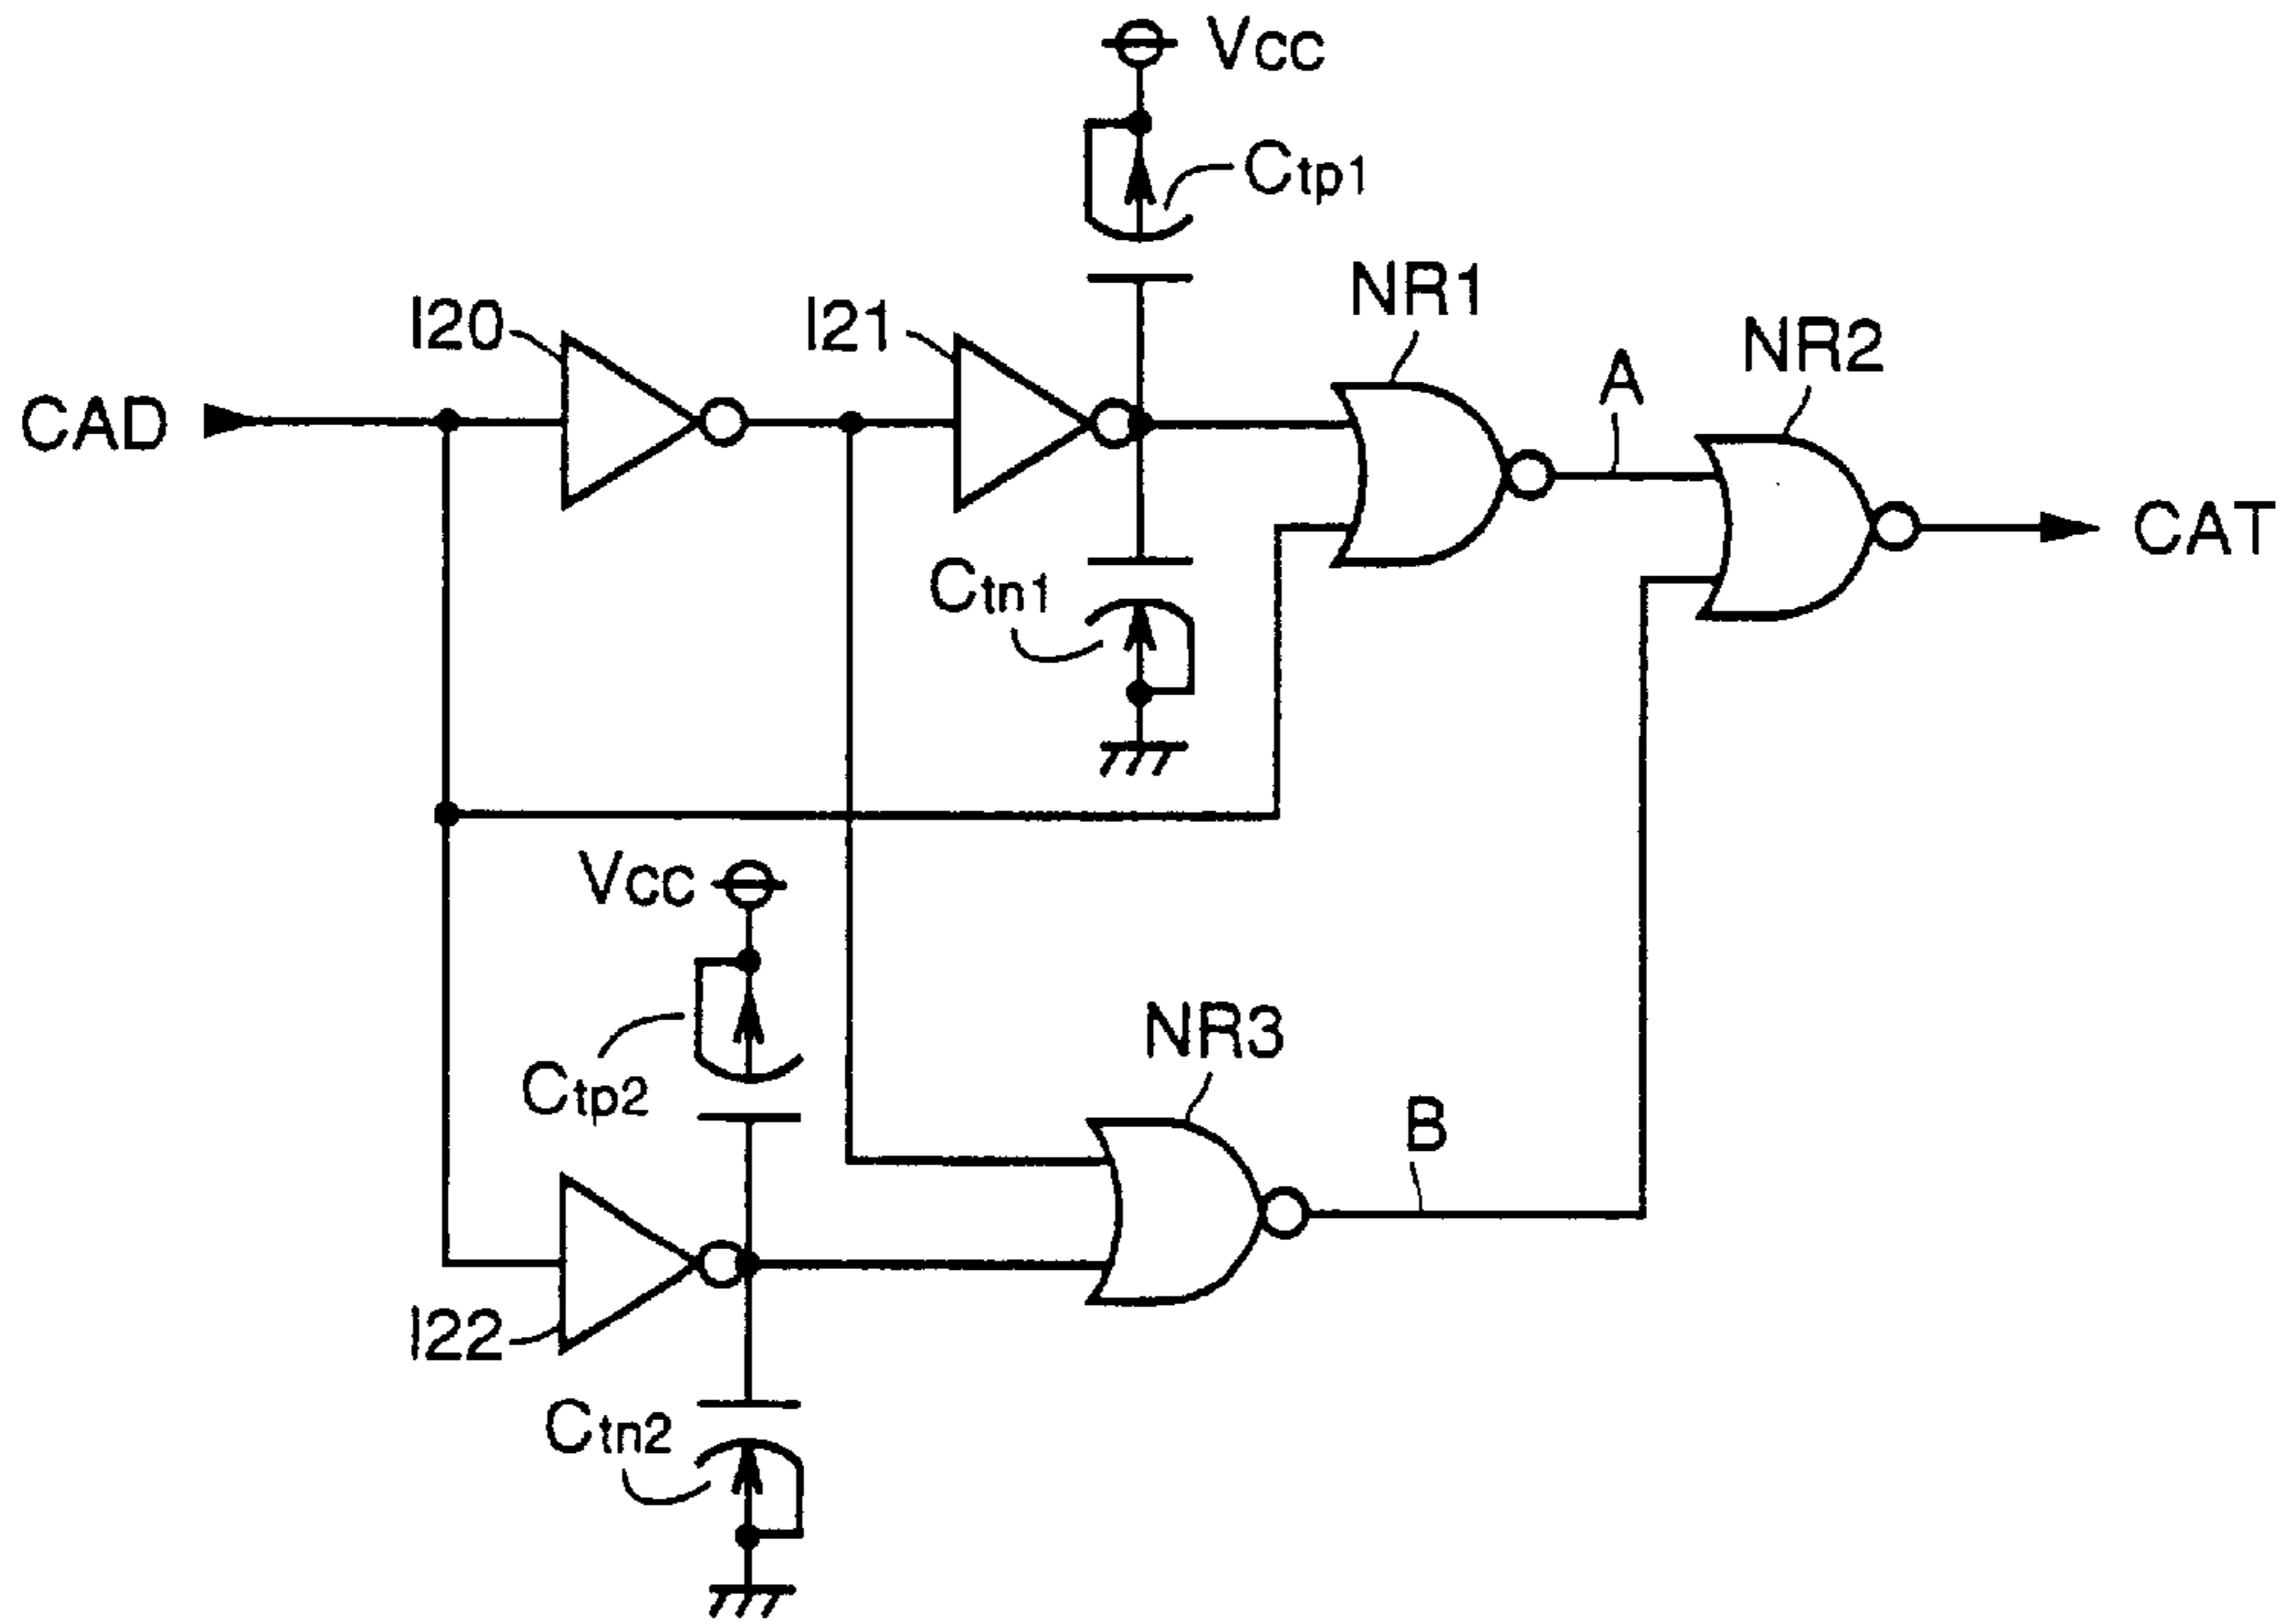 Vcc
Ctp1
I20
I21
NR1
NR2
A
CAD
CAT
Ctn1
Vcc
Ctp2
NR3
B
I22
Ctn2